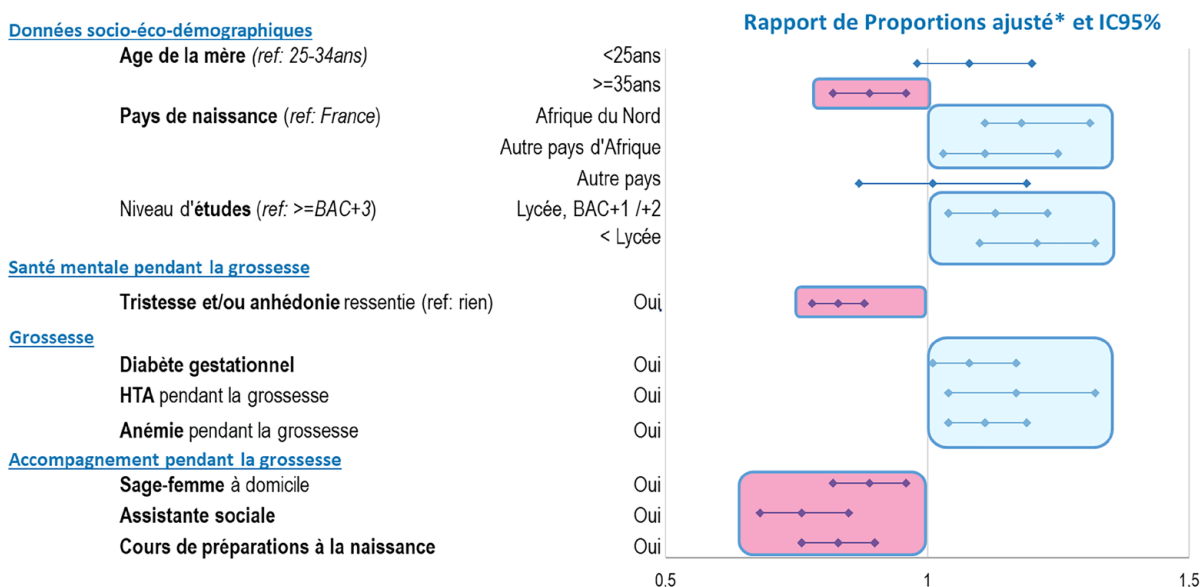 Rapport de Proportions ajusté* et IC95%
Données socio-éco-démographiques
Age de la mère (ref: 25-34ans) <25ans
>=35ans
Pays de naissance (ref: France) Afrique du Nord
Autre pays d'Afrique
Autre pays
Niveau d'études (ref: >=BAC+3) Lycée, BAC+1 /+2
< Lycée
Santé mentale pendant la grossesse
Tristesse et/ou anhédonie ressentie (ref: rien) Oui
Grossesse
Diabète gestationnel Oui
HTA pendant la grossesse Oui
Anémie pendant la grossesse Oui
Accompagnement pendant la grossesse
Sage-femme à domicile Oui
Assistante sociale Oui
Cours de préparations à la naissance Oui
0.5 1 1.5